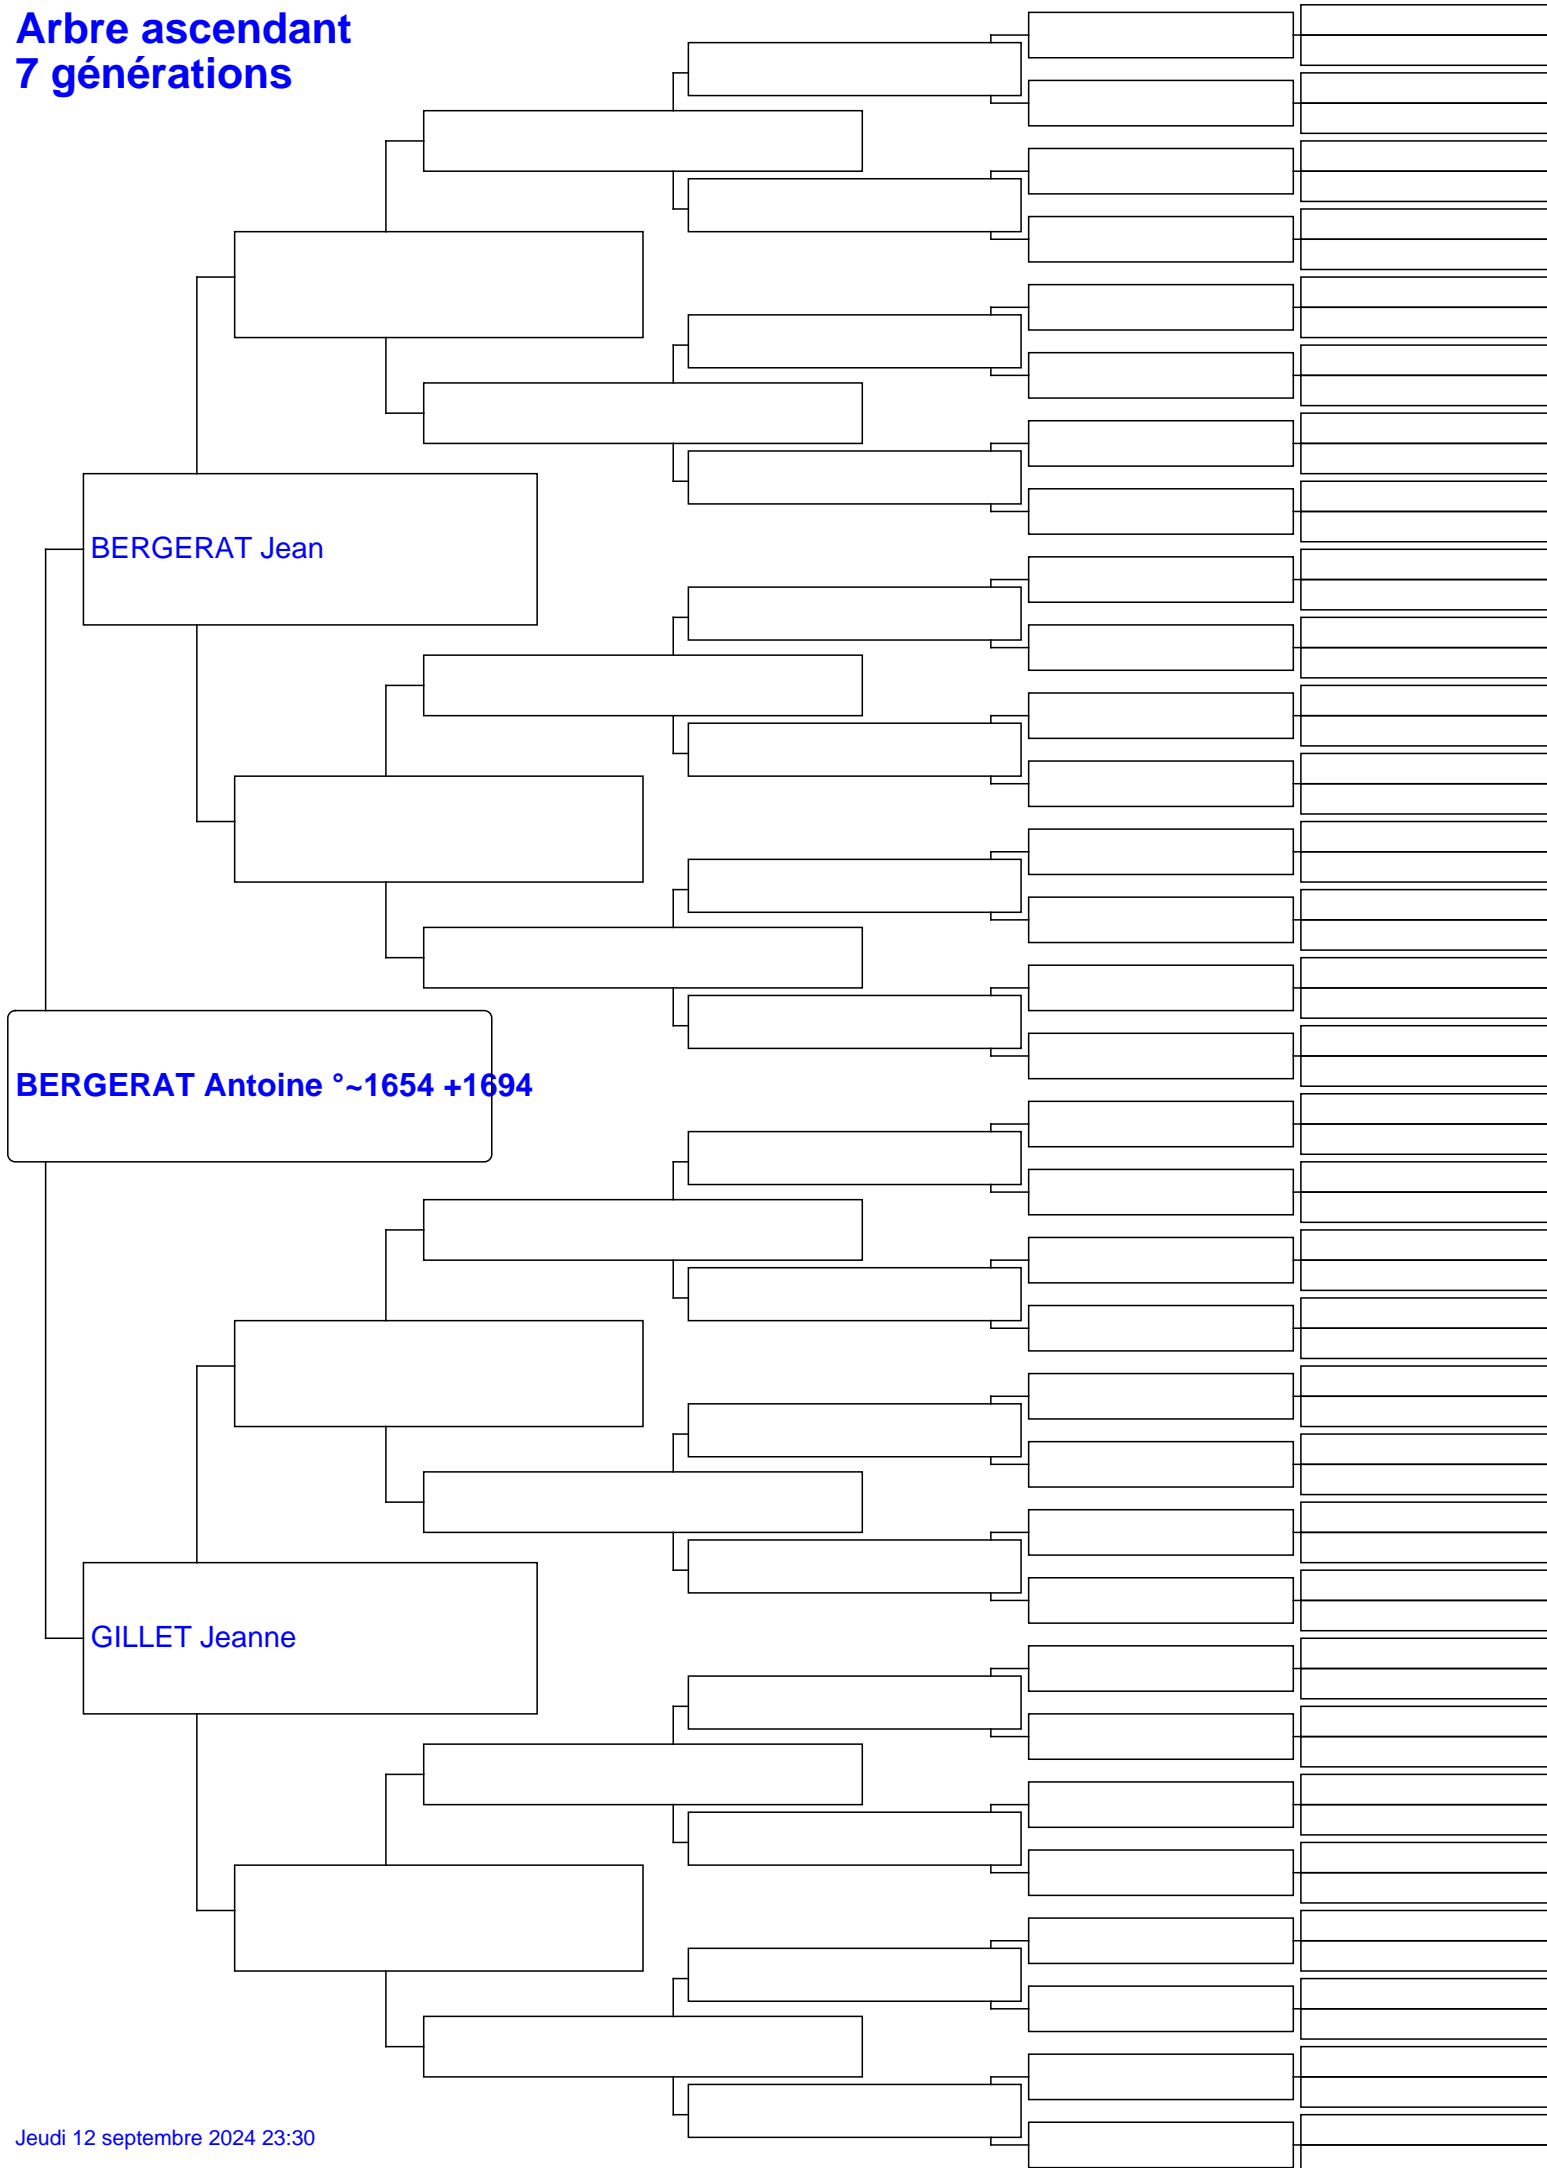 Arbre ascendant
7 générations
BERGERAT Jean
BERGERAT Antoine °~1654 +1694
GILLET Jeanne
Jeudi 12 septembre 2024 23:30